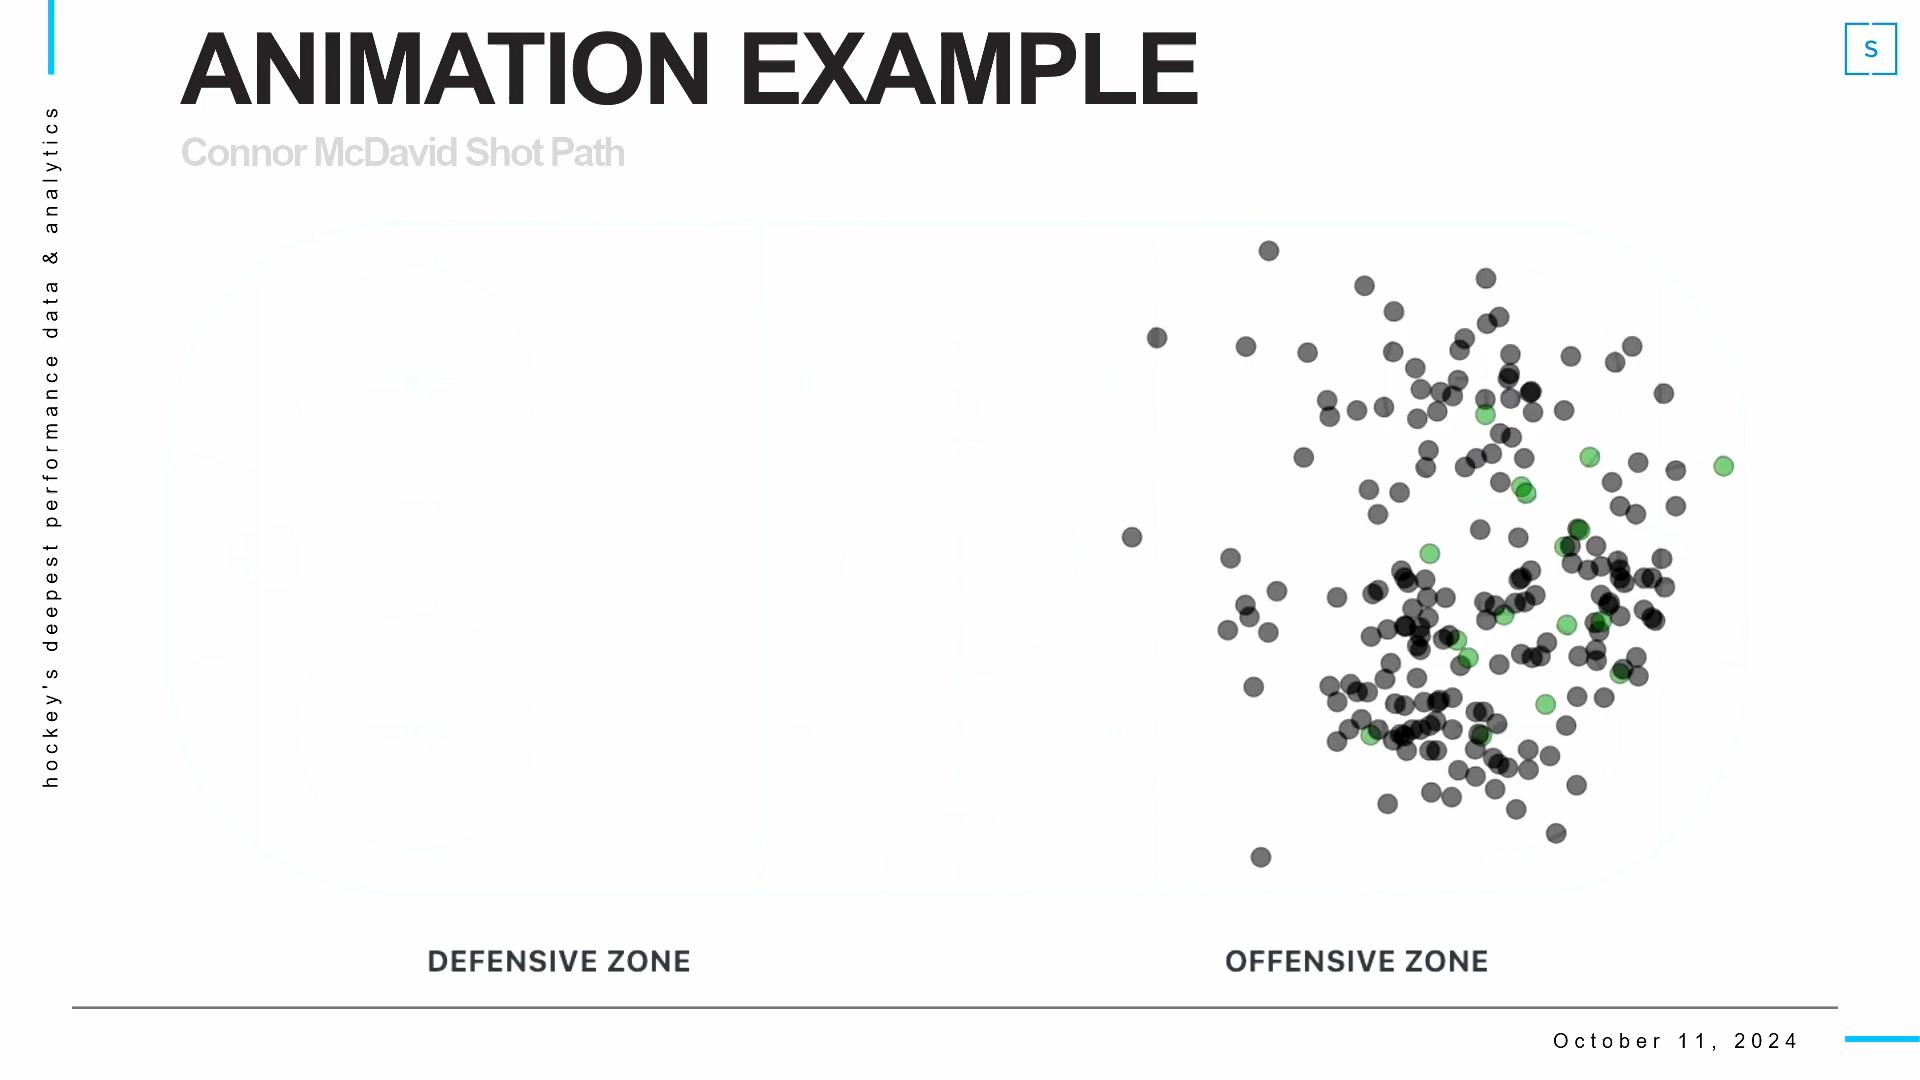 ANIMATION EXAMPLE
S
Connor McDavid Shot Path
hockey's deepest performance data & analytics
DEFENSIVE ZONE
OFFENSIVE ZONE
October 11, 2024